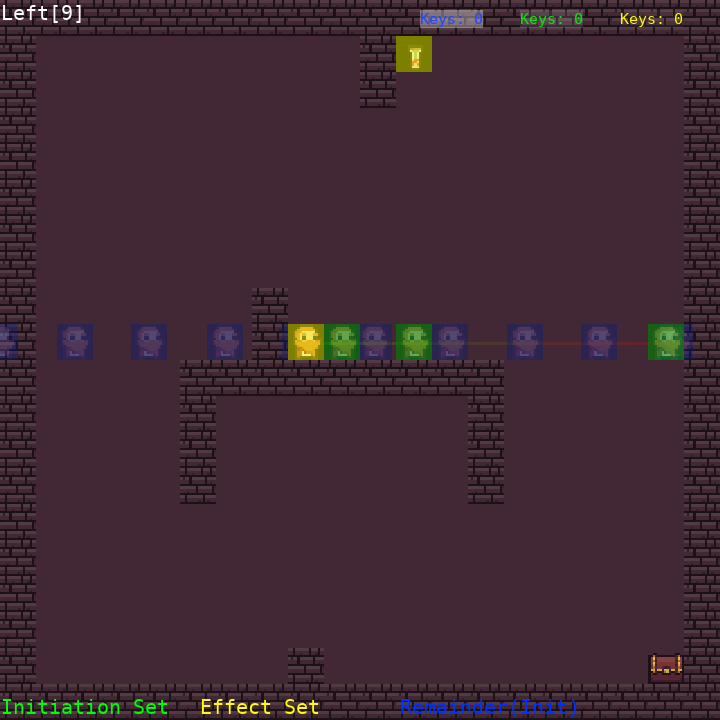 Left[9]
Keys: 0 Keys: 0 Keys: 0
Initiation Set Effect Set Remainder(Init)